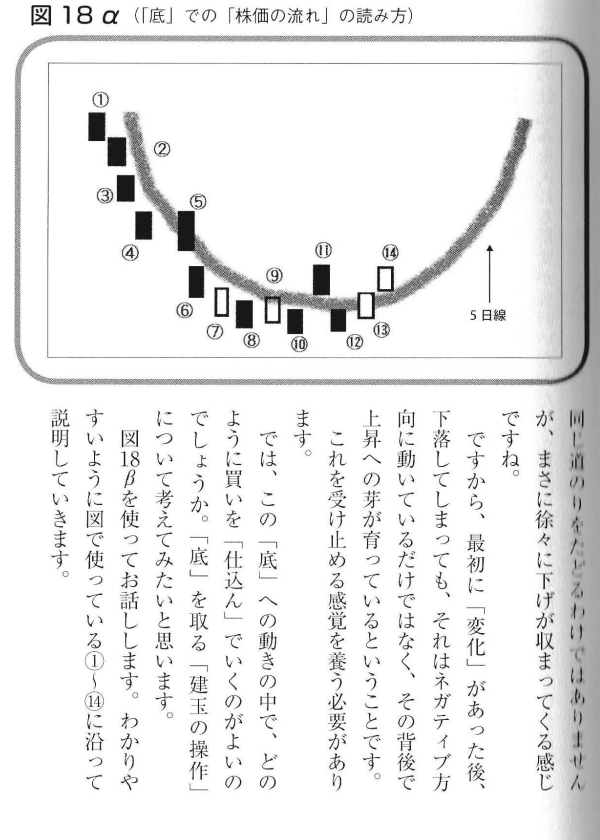 図18α（「底」での「株価の流れ」の読み方）
①
②
③
④
⑤
⑥
⑦
⑧
⑨
⑩
⑪
⑫
⑬
⑭
5日線
同じ道のりをたどるわけではありません
が、まさに徐々に下げが収まってくる感じ
ですね。
ですから、最初に「変化」があった後、
下落してしまっても、それはネガティブ方
向に動いているだけではなく、その背後で
上昇への芽が育っているということです。
これを受け止める感覚を養う必要があり
ます。
では、この「底」への動きの中で、どの
ように買いを「仕込ん」でいくのがよいの
でしょうか。「底」を取る「建玉の操作」
について考えてみたいと思います。
図18βを使ってお話しします。わかりや
すいように図で使っている①～⑭に沿って
説明していきます。